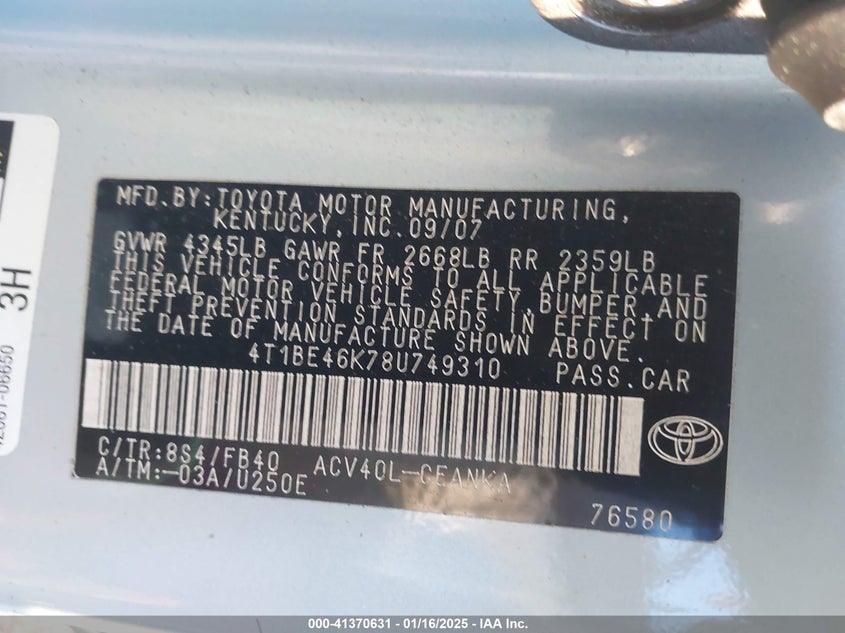 MFD.BY:TOYOTA MOTOR MANUFACTURING,
KENTUCKY, INC. 09/07
GVWR 4345LB GAWR FR 2668LB RR 2359LB
THIS VEHICLE CONFORMS TO ALL APPLICABLE
FEDERAL MOTOR VEHICLE SAFETY, BUMPER, AND
THEFT PREVENTION STANDARDS IN EFFECT ON
THE DATE OF MANUFACTURE SHOWN ABOVE.
4T1BE46K78U749310 PASS.CAR
C/TR:8S4/FB40 ACV40L-CEANKA
A/TM:-03A/U250E
76580
3H
000-41370631 - 01/16/2025 - IAA Inc.